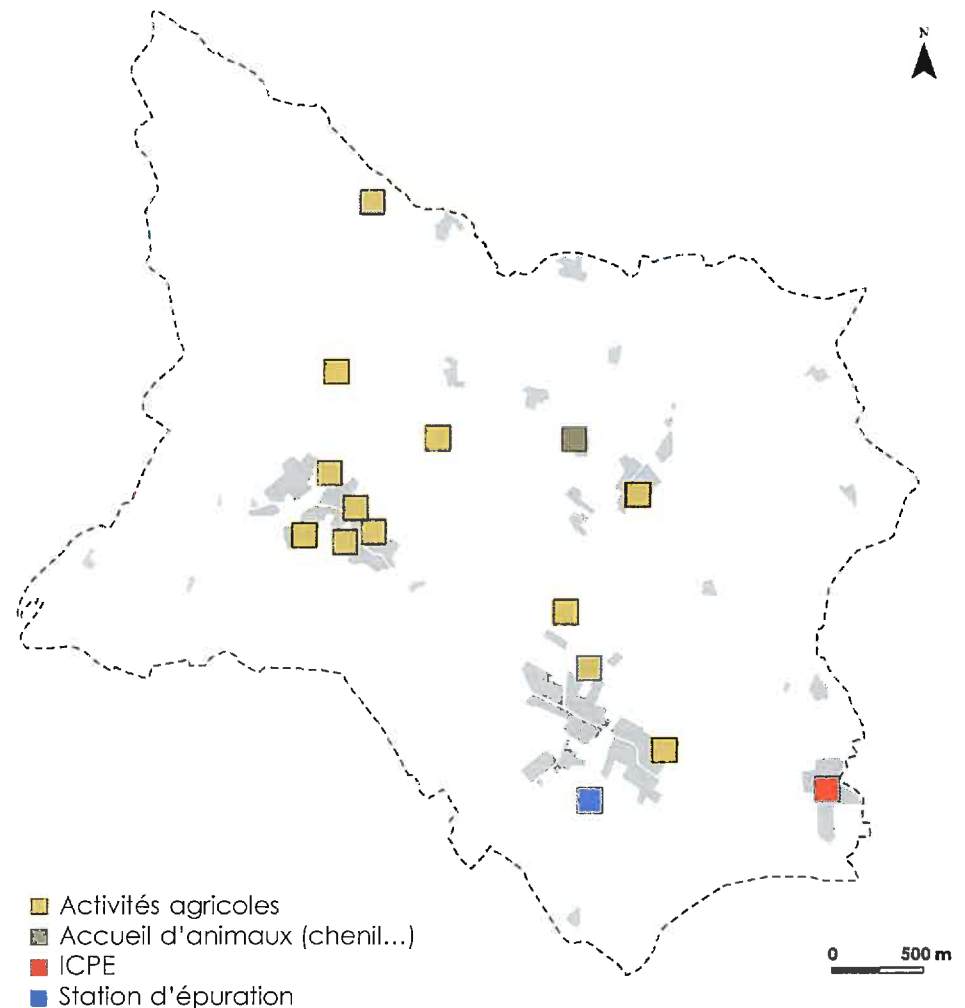 N
Activités agricoles
Accueil d'animaux (chenil...)
ICPE
Station d'épuration
0 500 m